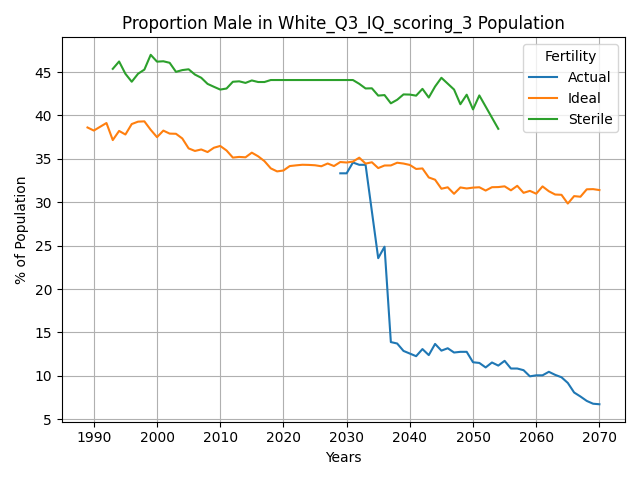 Proportion Male in White_Q3_IQ_scoring_3 Population
% of Population
45
40
35
30
25
20
15
10
5
1990 2000 2010 2020 2030 2040 2050 2060 2070
Years
Fertility
Actual
Ideal
Sterile